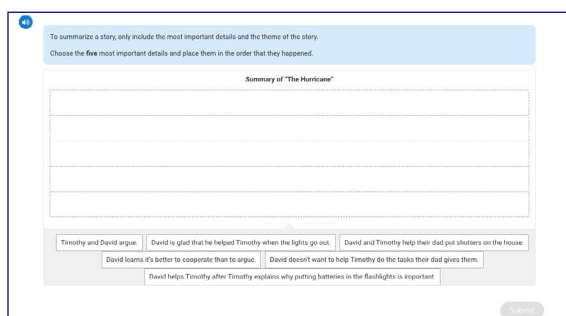 To summarize a story, only include the most important details and the theme of the story.
Choose the five most important details and place them in the order that they happened.
Summary of "The Hurricane"
Timothy and David argue.
David is glad that he helped Timothy when the lights go out.
David and Timothy help their dad put shutters on the house.
David learns it's better to cooperate than to argue.
David doesn't want to help Timothy do the tasks their dad gives them.
David helps Timothy after Timothy explains why putting batteries in the flashlights is important
Submit